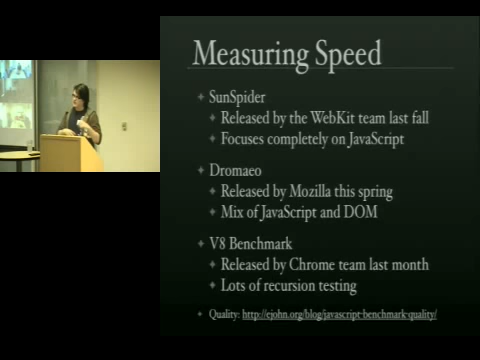 Measuring Speed
SunSpider
Released by the WebKit team last fall
Focuses completely on JavaScript
Dromaeo
Released by Mozilla this spring
Mix of JavaScript and DOM
V8 Benchmark
Released by Chrome team last month
Lots of recursion testing
Quality: http://ejohn.org/blog/javascript-benchmark-quality/